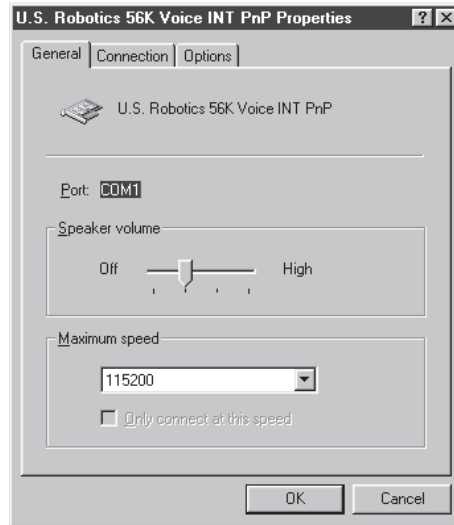 U.S. Robotics 56K Voice INT PnP Properties
General Connection Options
U.S. Robotics 56K Voice INT PnP
Port: COM1
Speaker volume
Off High
Maximum speed
115200
Only connect at this speed
OK Cancel